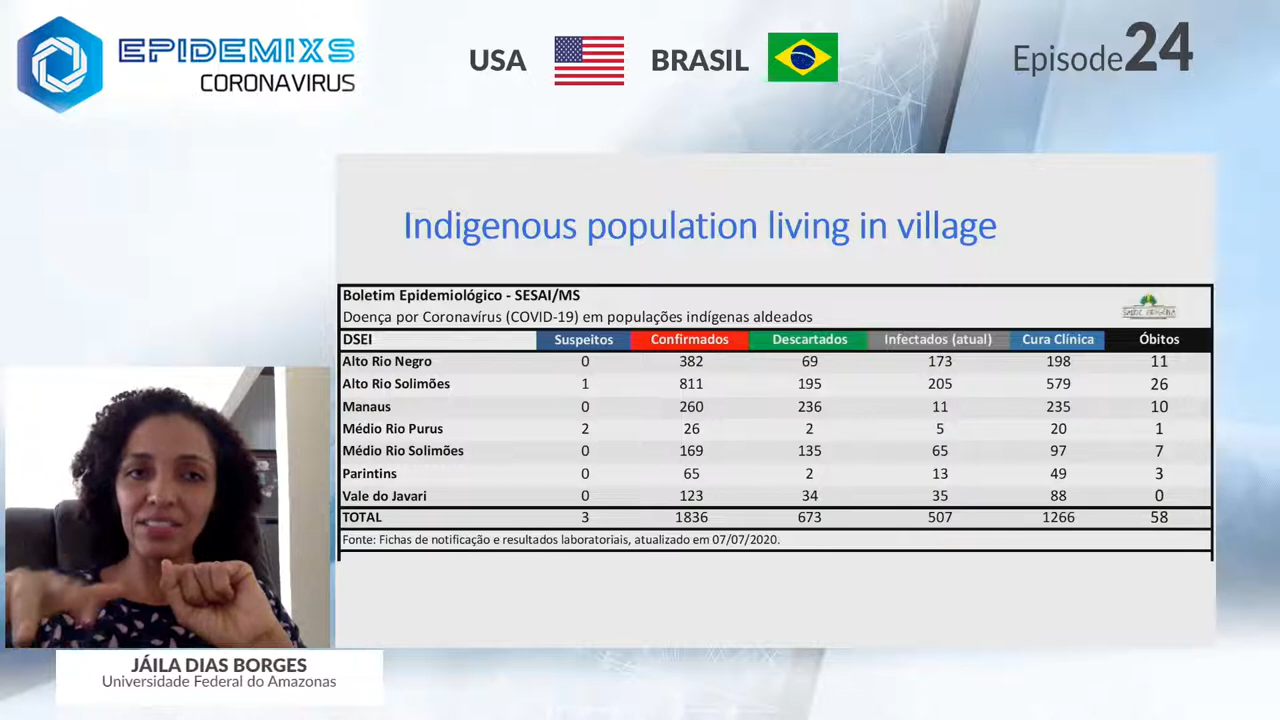 EPIDEMIXS
CORONAVIRUS
USA
BRASIL
Episode24
Indigenous population living in village
Boletim Epidemiológico - SESAI/MS
Doença por Coronavírus (COVID-19) em populações indígenas aldeados
DSEI Suspeitos Confirmados Descartados Infectados (atual) Cura Clínica Óbitos
Alto Rio Negro 0 382 69 173 198 11
Alto Rio Solimões 1 811 195 205 579 26
Manaus 0 260 236 11 235 10
Médio Rio Purus 2 26 2 5 20 1
Médio Rio Solimões 0 169 135 65 97 7
Parintins 0 65 2 13 49 3
Vale do Javari 0 123 34 35 88 0
TOTAL 3 1836 673 507 1266 58
Fonte: Fichas de notificação e resultados laboratoriais, atualizado em 07/07/2020.
JÁILA DIAS BORGES
Universidade Federal do Amazonas